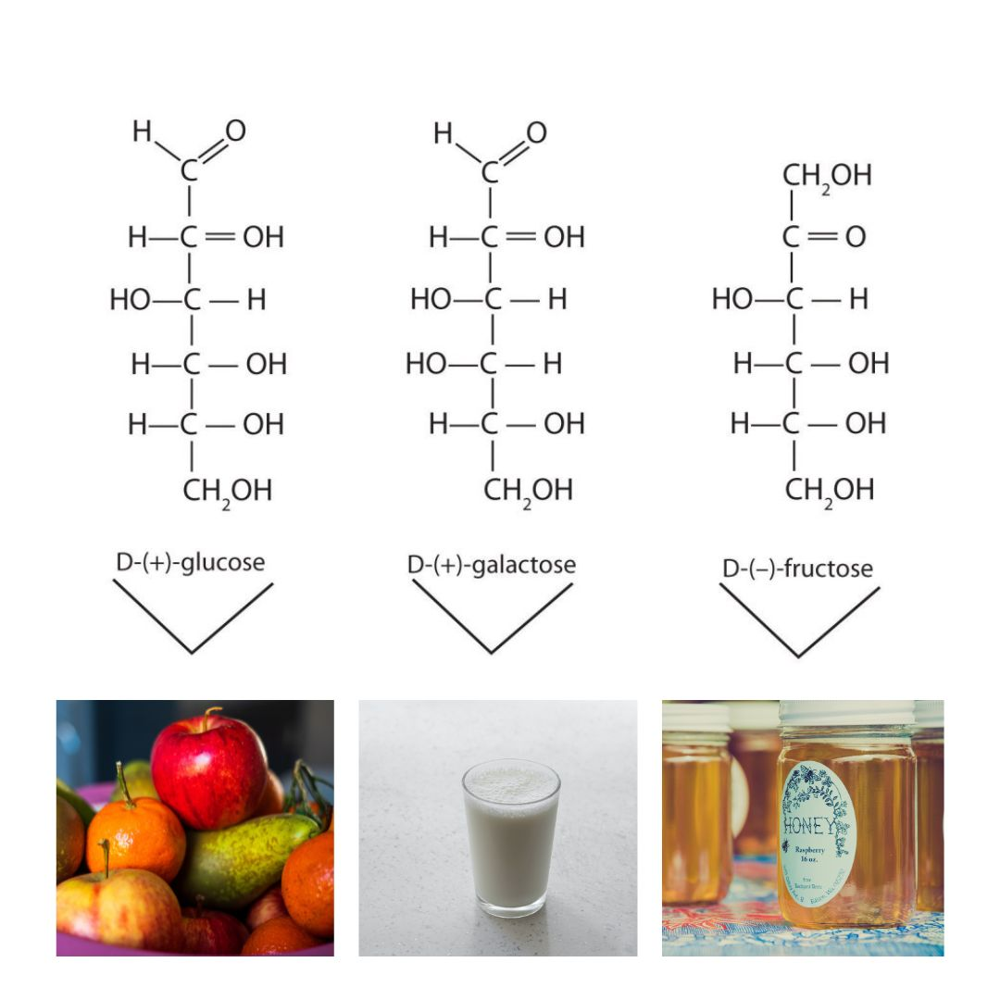 H O
C
H—C=OH
HO—C—H
H—C—OH
H—C—OH
CH₂OH
D-(+)-glucose
H O
C
H—C=OH
HO—C—H
HO—C—H
H—C—OH
CH₂OH
D-(+)-galactose
CH₂OH
C=O
HO—C—H
H—C—OH
H—C—OH
CH₂OH
D-(–)-fructose
HONEY
Raspberry
16 oz.